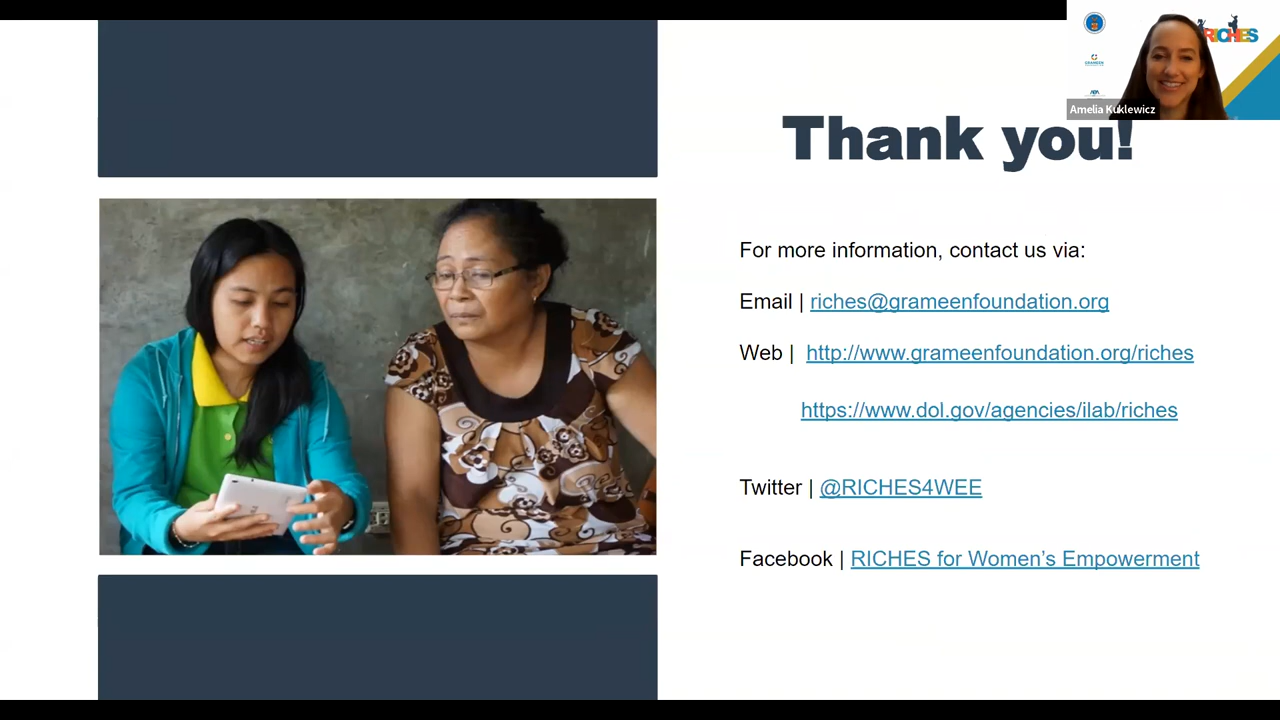 RICHES
GRAMEEN
Amelia Kuklewicz
Thank you!
For more information, contact us via:
Email | riches@grameenfoundation.org
Web | http://www.grameenfoundation.org/riches
https://www.dol.gov/agencies/ilab/riches
Twitter | @RICHES4WEE
Facebook | RICHES for Women’s Empowerment